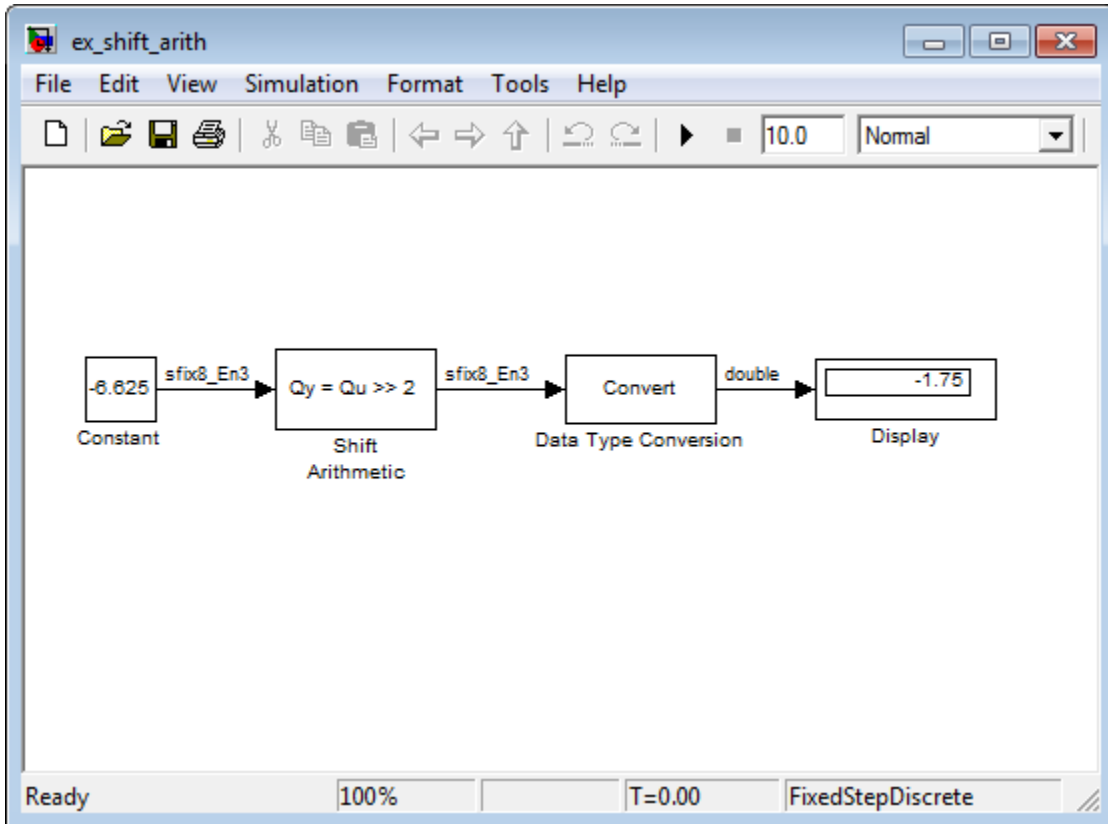 ex_shift_arith
File Edit View Simulation Format Tools Help
10.0 Normal
-6.625 sfix8_En3 Qy = Qu >> 2 sfix8_En3 Convert double -1.75
Constant Shift Arithmetic Data Type Conversion Display
Ready 100% T=0.00 FixedStepDiscrete